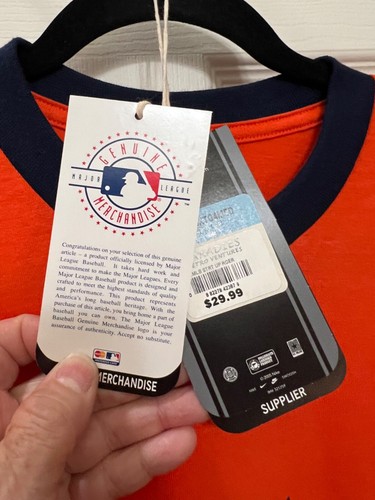 GENUINE
MAJOR LEAGUE
MERCHANDISE
Congratulations on your selection of this genuine
article – a product officially licensed by Major
League Baseball. It takes hard work and
commitment to make the Major Leagues. Every
Major League Baseball product is designed and
crafted to meet the highest standards of quality
and performance. This product represents
America's long baseball heritage. With the
purchase of this article, you bring home a part of
baseball you can own. The Major League
Baseball Genuine Merchandise logo is your
assurance of authenticity. Accept no substitute.
MERCHANDISE
$29.99
SUPPLIER